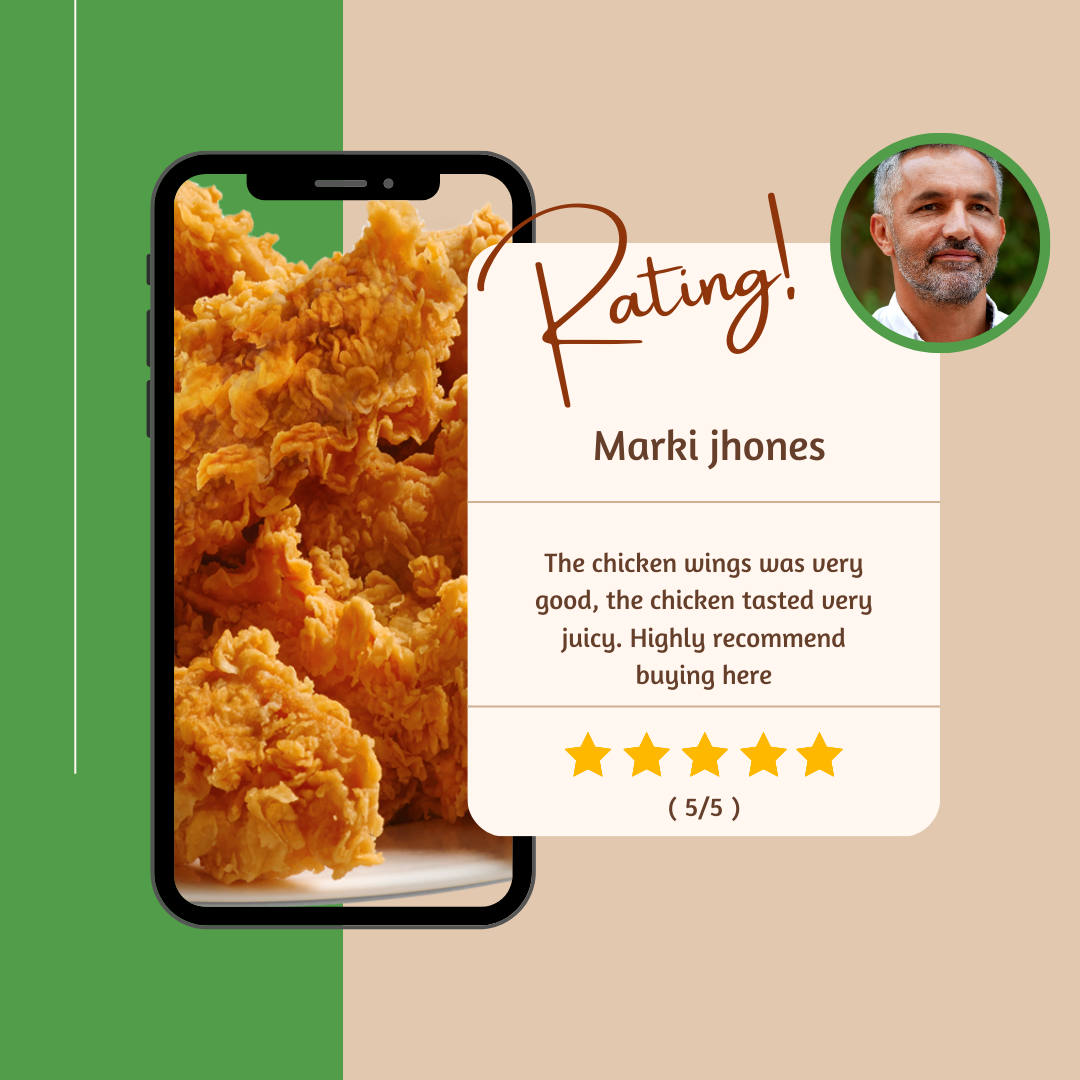 Rating!
Marki jhones
The chicken wings was very
good, the chicken tasted very
juicy. Highly recommend
buying here
( 5/5 )